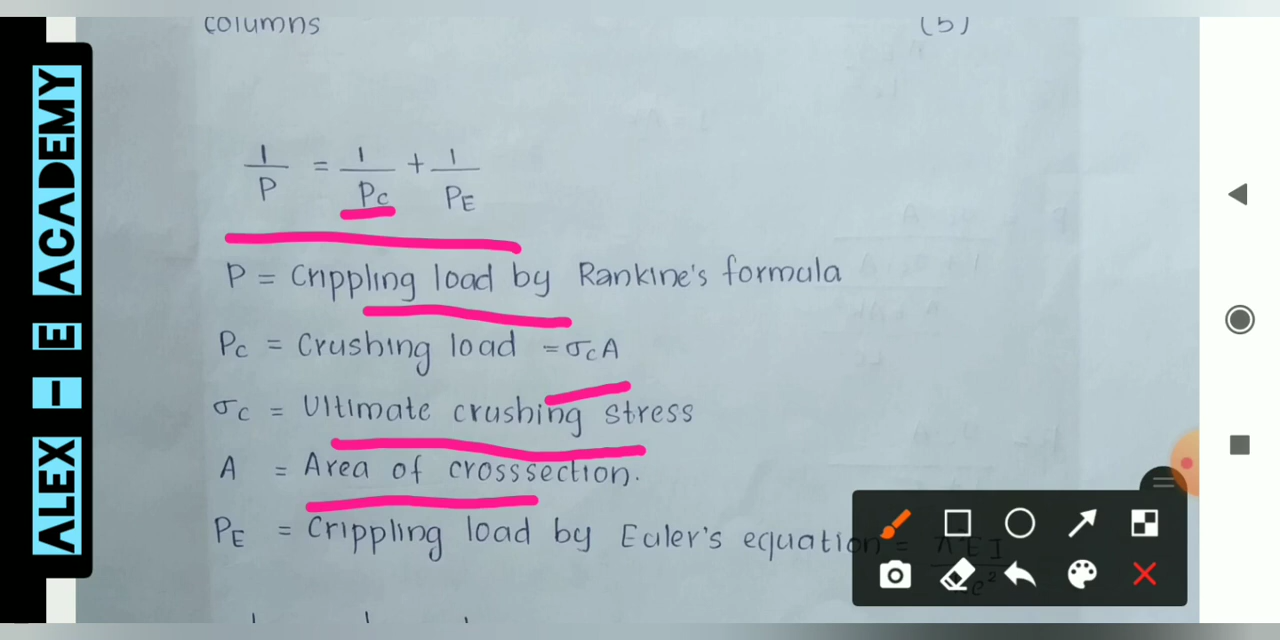 columns (5)
1/P = 1/Pc + 1/PE
P = Crippling load by Rankine's formula
Pc = Crushing load = σc A
σc = Ultimate crushing stress
A = Area of crosssection.
PE = Crippling load by Euler's equation =
ALEX - E ACADEMY